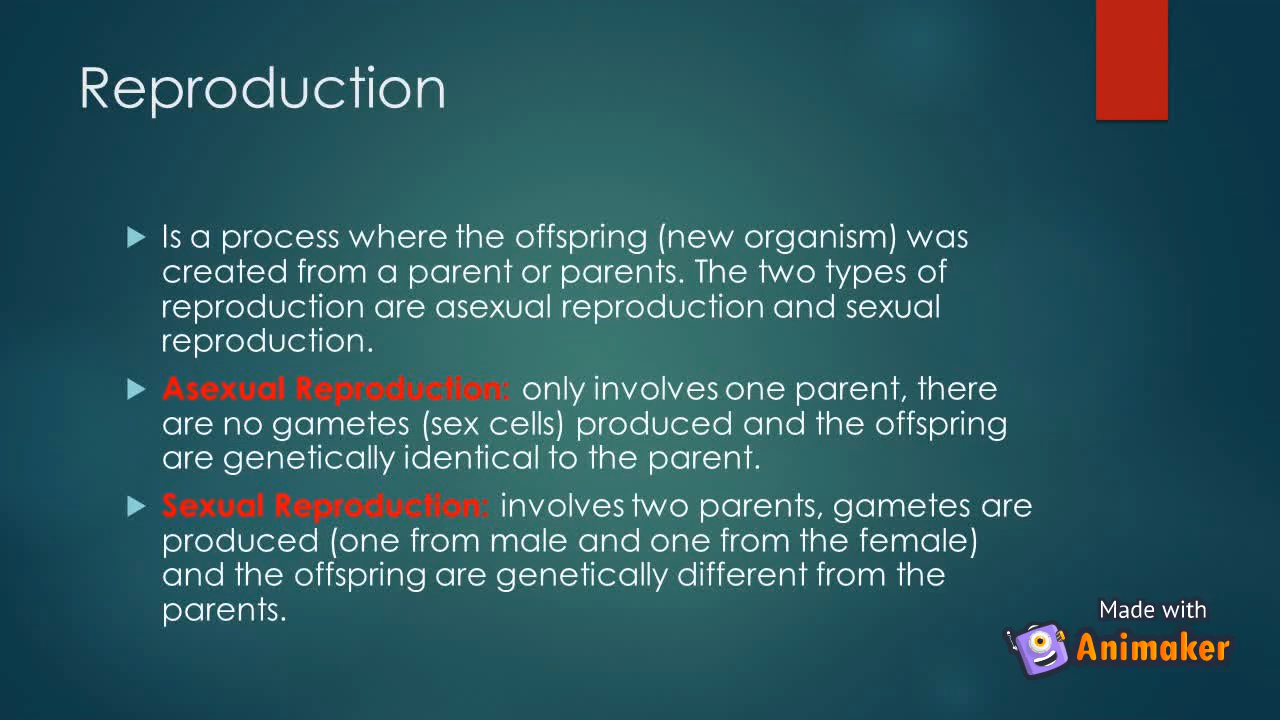 Reproduction
Is a process where the offspring (new organism) was
created from a parent or parents. The two types of
reproduction are asexual reproduction and sexual
reproduction.
Asexual Reproduction: only involves one parent, there
are no gametes (sex cells) produced and the offspring
are genetically identical to the parent.
Sexual Reproduction: involves two parents, gametes are
produced (one from male and one from the female)
and the offspring are genetically different from the
parents.
Made with
Animaker